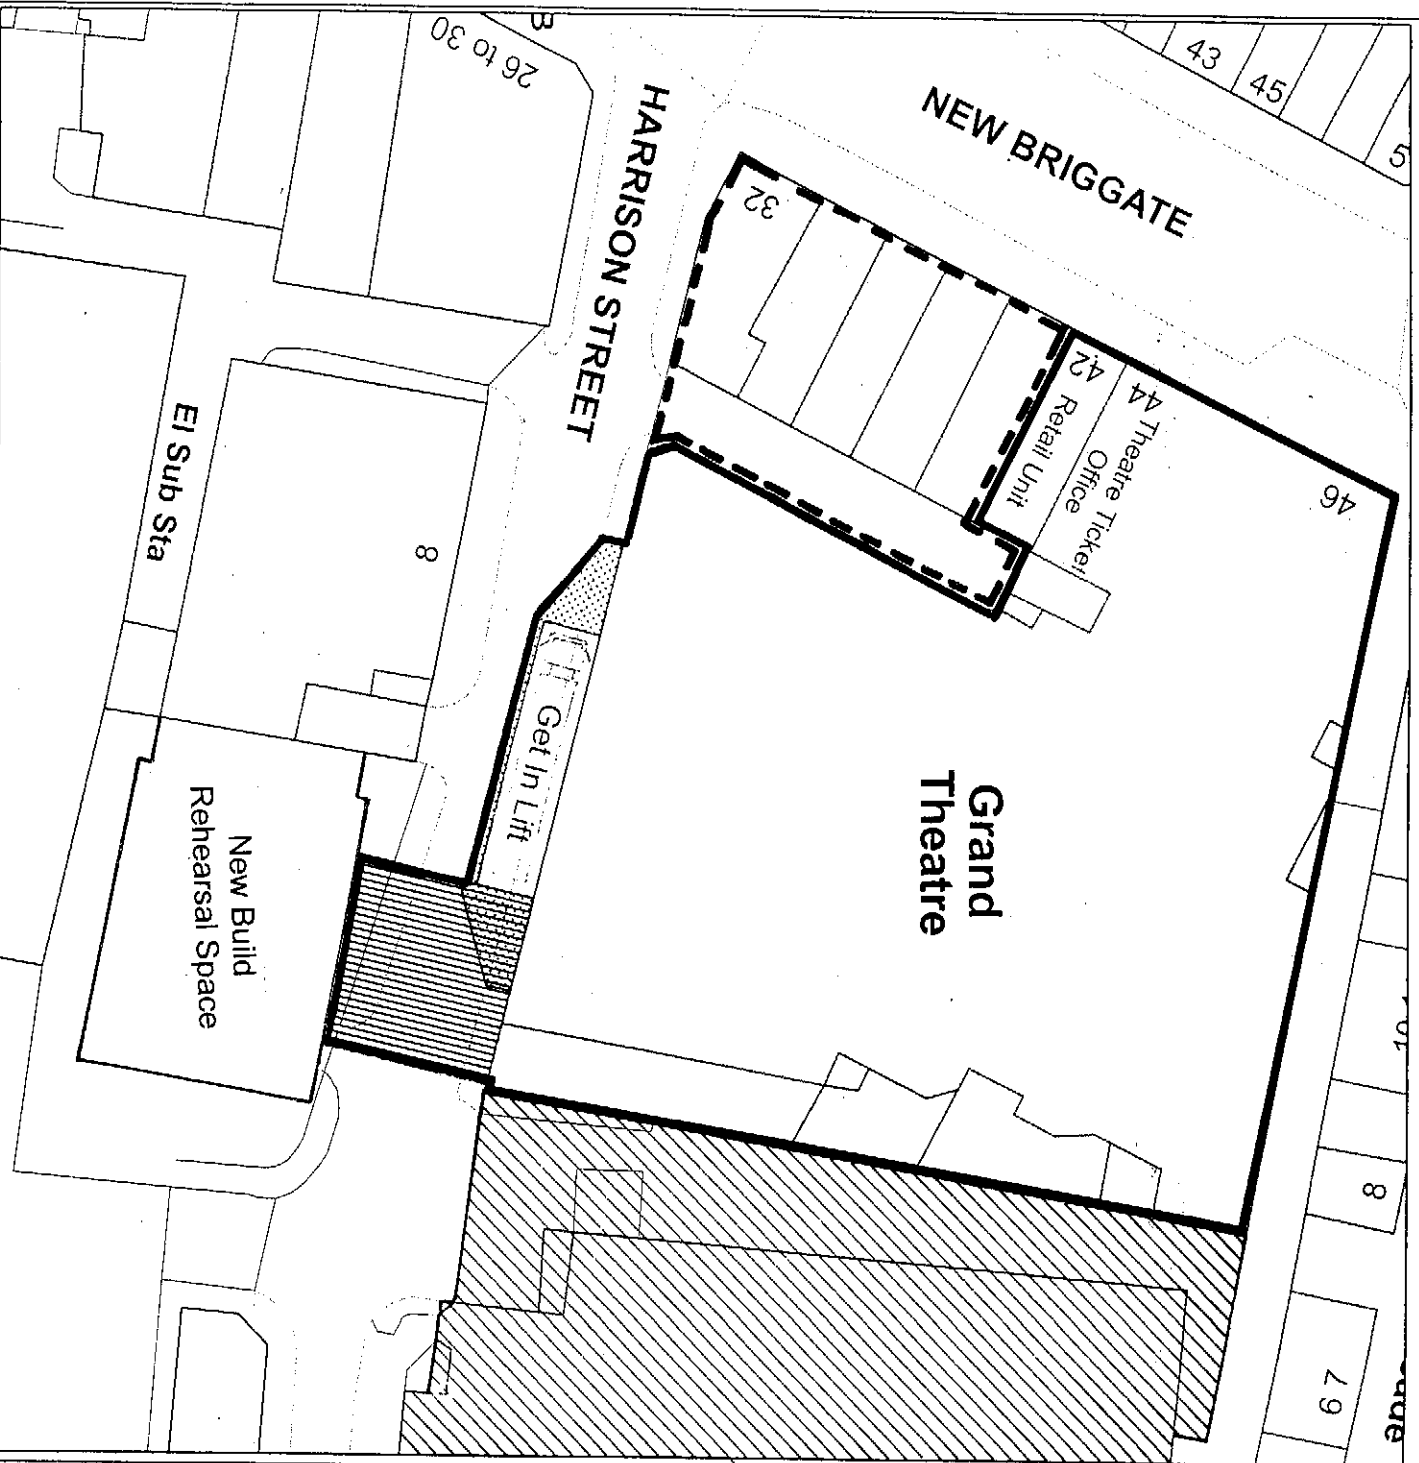 43
45
5
NEW BRIGGATE
26 to 30
B
HARRISON STREET
32
42
Retail Unit
44
Theatre Ticket
Office
46
El Sub Sta
8
Get In Lift
Grand
Theatre
New Build
Rehearsal Space
8
67